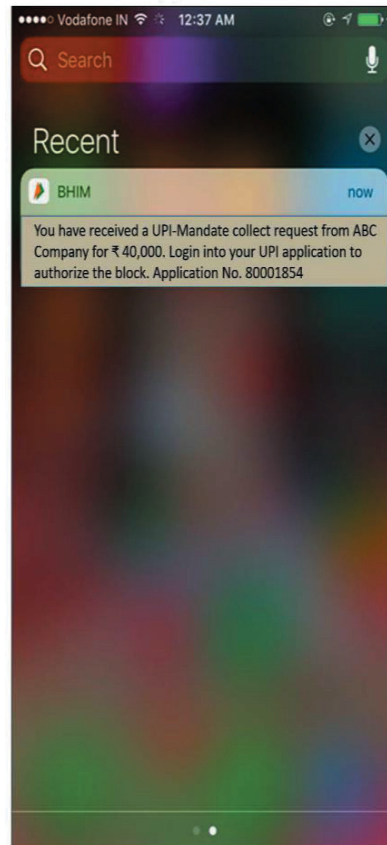 Vodafone IN 12:37 AM
Search
Recent
BHIM now
You have received a UPI-Mandate collect request from ABC
Company for ₹ 40,000. Login into your UPI application to
authorize the block. Application No. 80001854